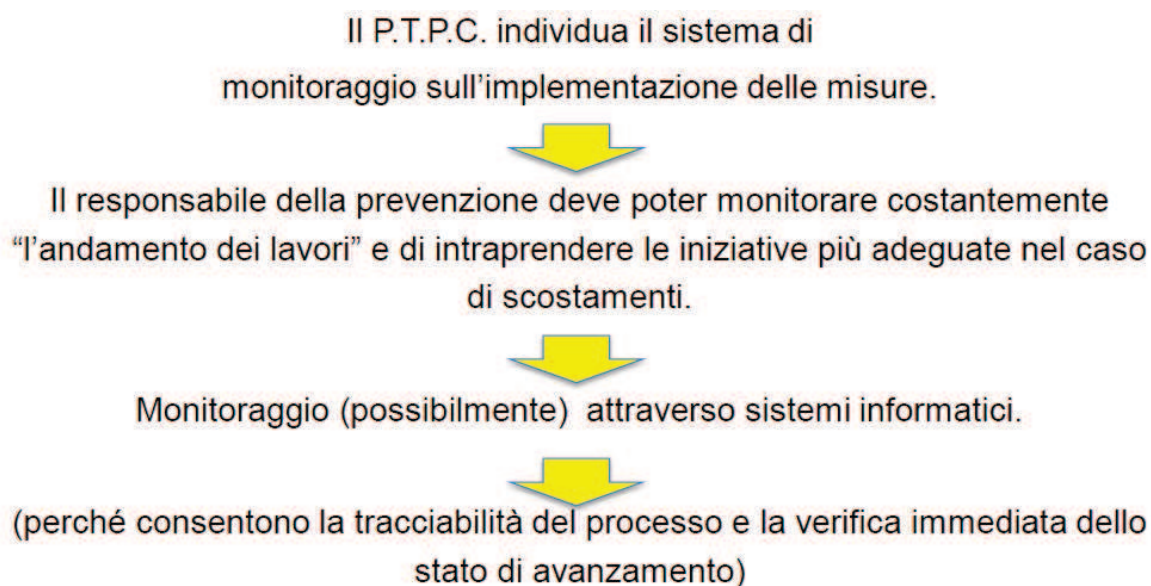 Il P.T.P.C. individua il sistema di
monitoraggio sull’implementazione delle misure.
Il responsabile della prevenzione deve poter monitorare costantemente
“l’andamento dei lavori” e di intraprendere le iniziative più adeguate nel caso
di scostamenti.
Monitoraggio (possibilmente) attraverso sistemi informatici.
(perché consentono la tracciabilità del processo e la verifica immediata dello
stato di avanzamento)